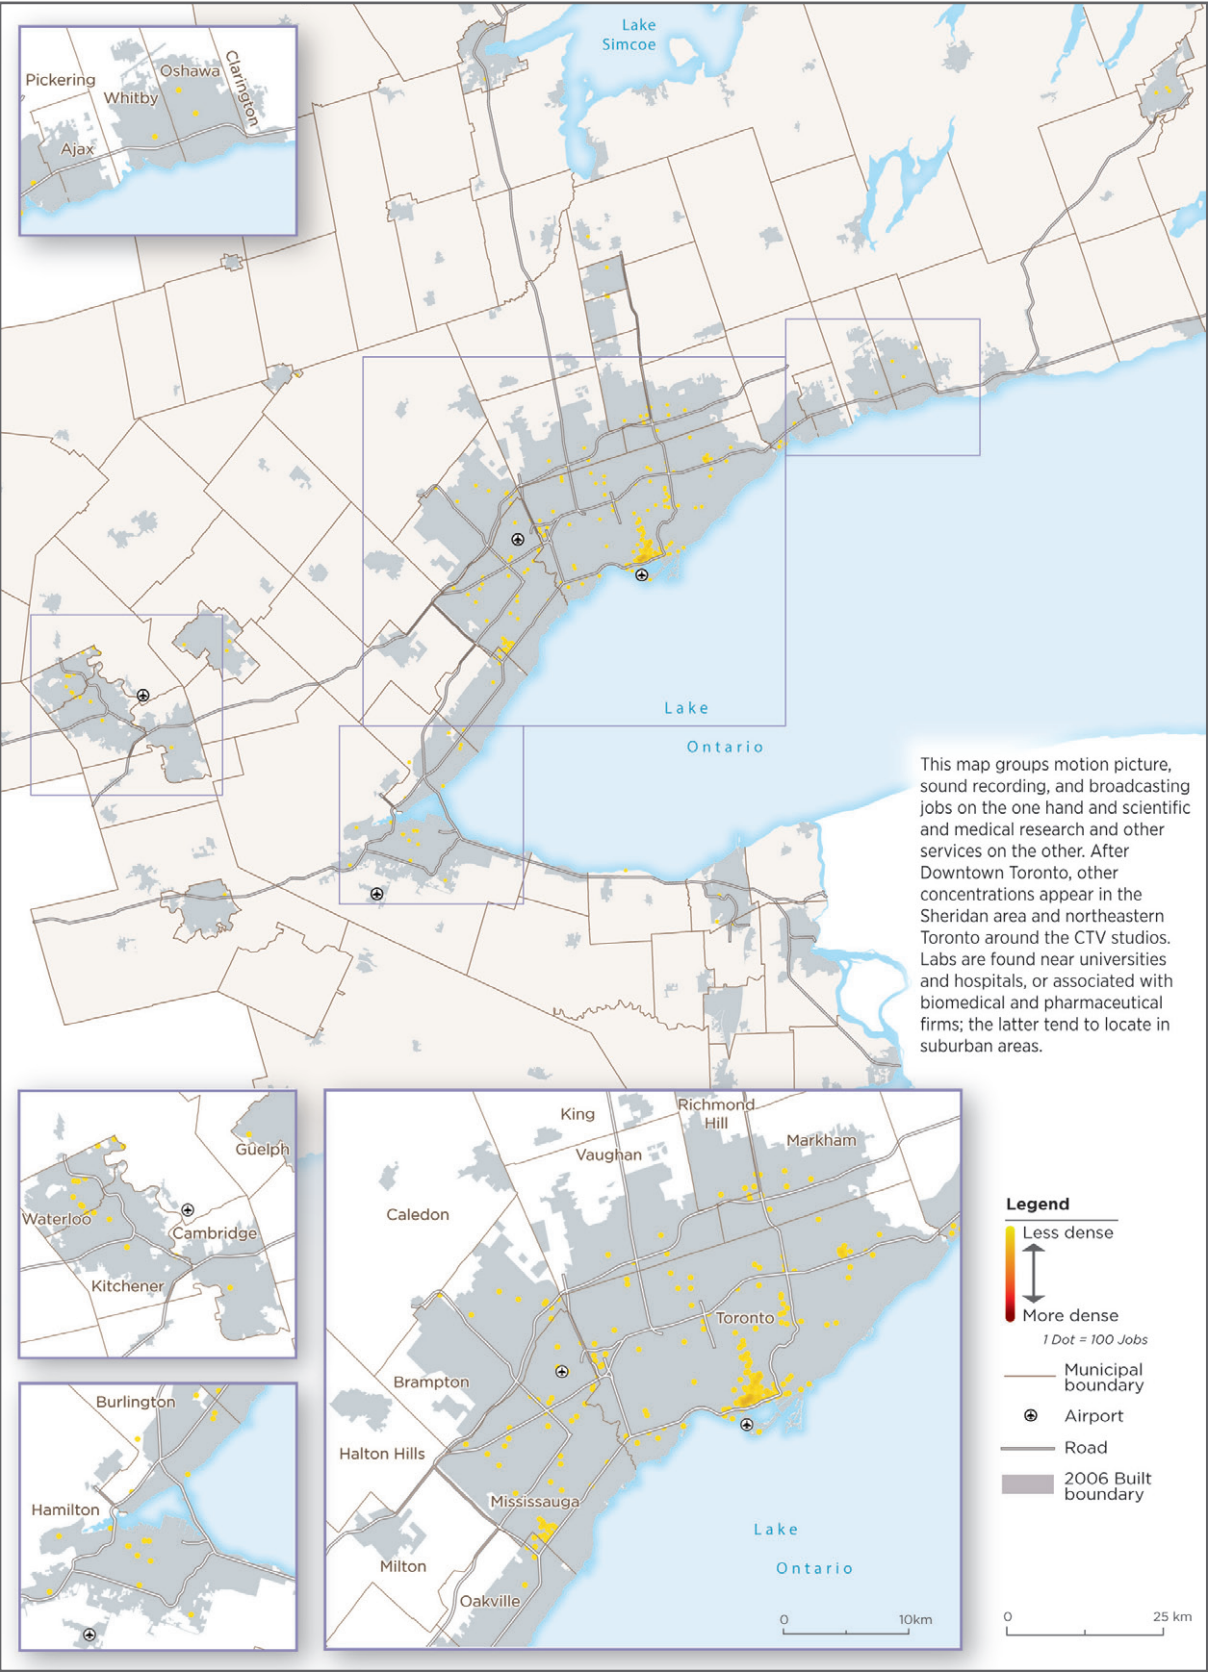 Lake
Simcoe
Pickering
Whitby
Oshawa
Clarington
Ajax
Lake
Ontario
This map groups motion picture,
sound recording, and broadcasting
jobs on the one hand and scientific
and medical research and other
services on the other. After
Downtown Toronto, other
concentrations appear in the
Sheridan area and northeastern
Toronto around the CTV studios.
Labs are found near universities
and hospitals, or associated with
biomedical and pharmaceutical
firms; the latter tend to locate in
suburban areas.
Guelph
Waterloo
Cambridge
Kitchener
Burlington
Hamilton
King
Richmond
Hill
Vaughan
Markham
Caledon
Toronto
Brampton
Halton Hills
Mississauga
Milton
Oakville
Lake
Ontario
0 10km
Legend
Less dense
More dense
1 Dot = 100 Jobs
Municipal
boundary
Airport
Road
2006 Built
boundary
0 25 km